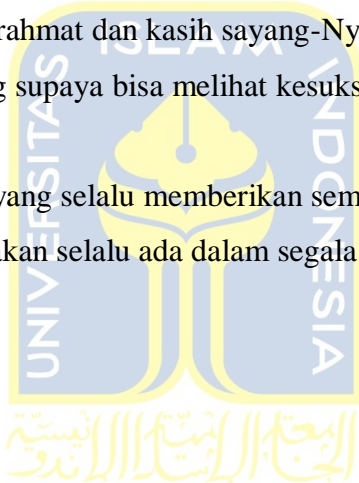 rahmat dan kasih sayang-Ny
ISLAM
g supaya bisa melihat kesuks
UNIVERSITAS
INDONESIA
yang selalu memberikan sem
akan selalu ada dalam segala